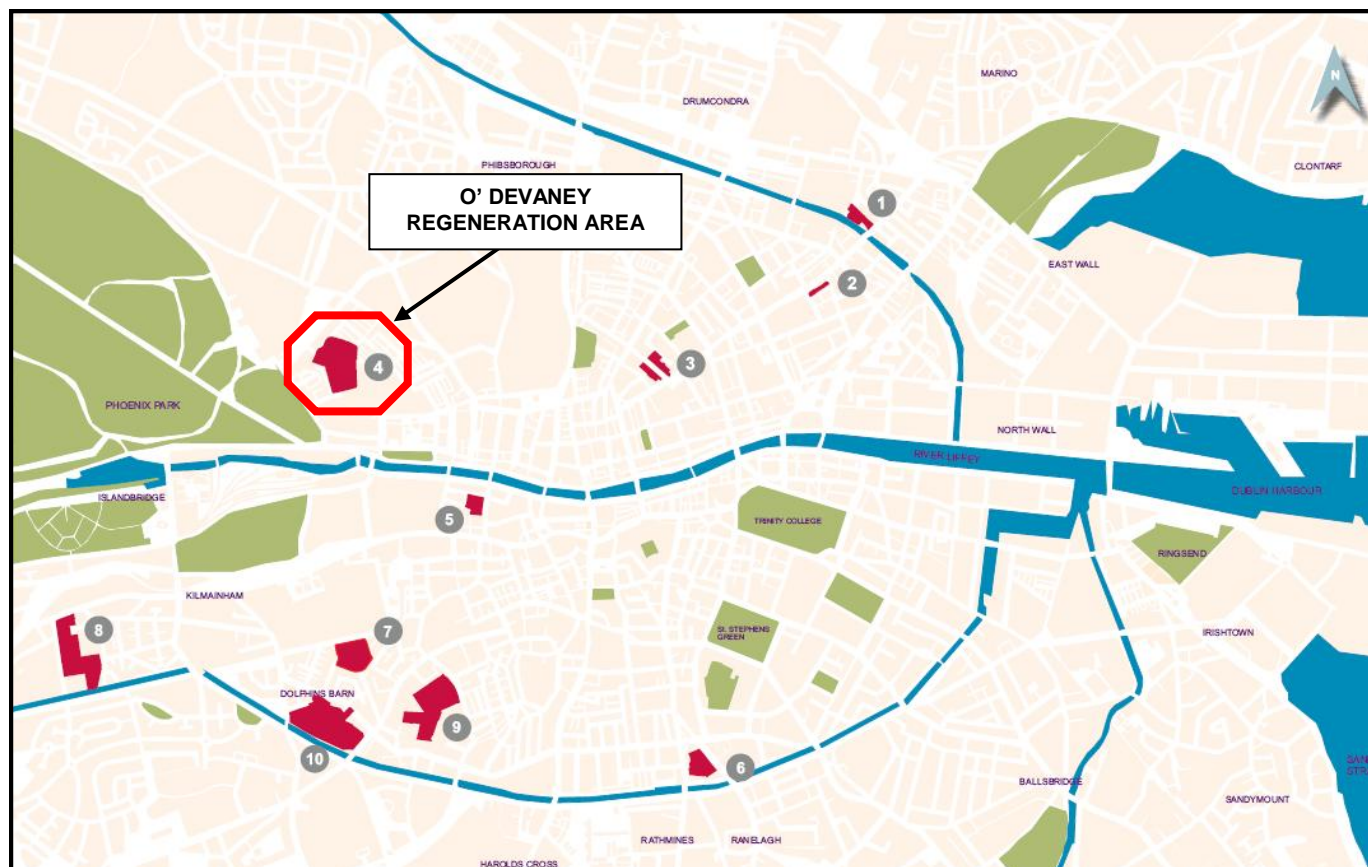 MARINO
N
DRUMCONDRA
PHIBSBOROUGH
CLONTARF
O' DEVANEY
REGENERATION AREA
1
EAST WALL
2
3
4
PHOENIX PARK
NORTH WALL
RIVER LIFFEY
ISLANDBRIDGE
DUBLIN HARBOUR
5
TRINITY COLLEGE
RINGSEND
KILMAINHAM
8
7
ST. STEPHENS
GREEN
IRISHTOWN
DOLPHINS BARN
9
10
6
SAN
STR
BALLSBRIDGE
SANDYMOUNT
RATHMINES
RANELAGH
HAROLDS CROSS